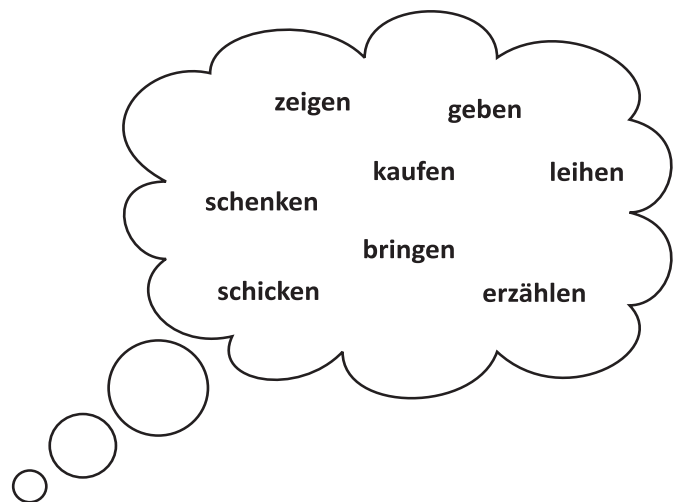 zeigen
geben
kaufen
leihen
schenken
bringen
schicken
erzählen